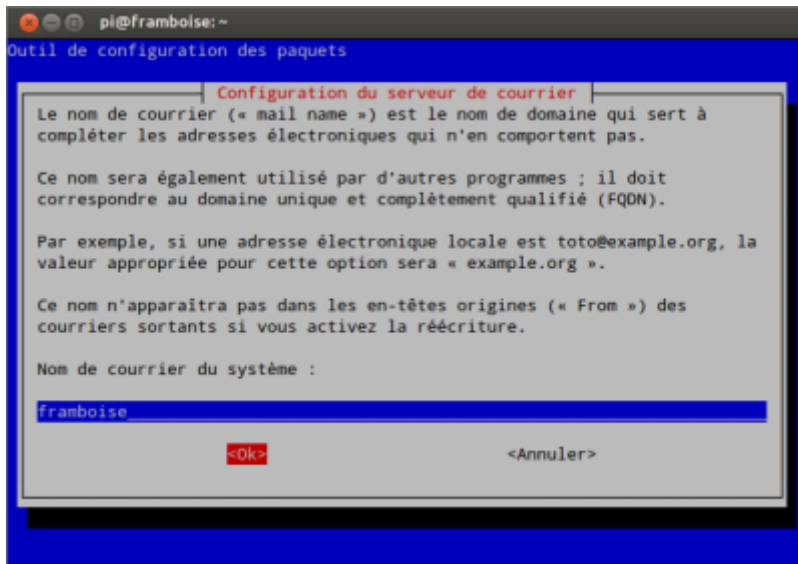 pi@framboise: ~
Outil de configuration des paquets
Configuration du serveur de courrier
Le nom de courrier (« mail name ») est le nom de domaine qui sert à
compléter les adresses électroniques qui n'en comportent pas.
Ce nom sera également utilisé par d'autres programmes ; il doit
correspondre au domaine unique et complètement qualifié (FQDN).
Par exemple, si une adresse électronique locale est toto@example.org, la
valeur appropriée pour cette option sera « example.org ».
Ce nom n'apparaîtra pas dans les en-têtes origines (« From ») des
courriers sortants si vous activez la réécriture.
Nom de courrier du système :
framboise
<Ok> <Annuler>